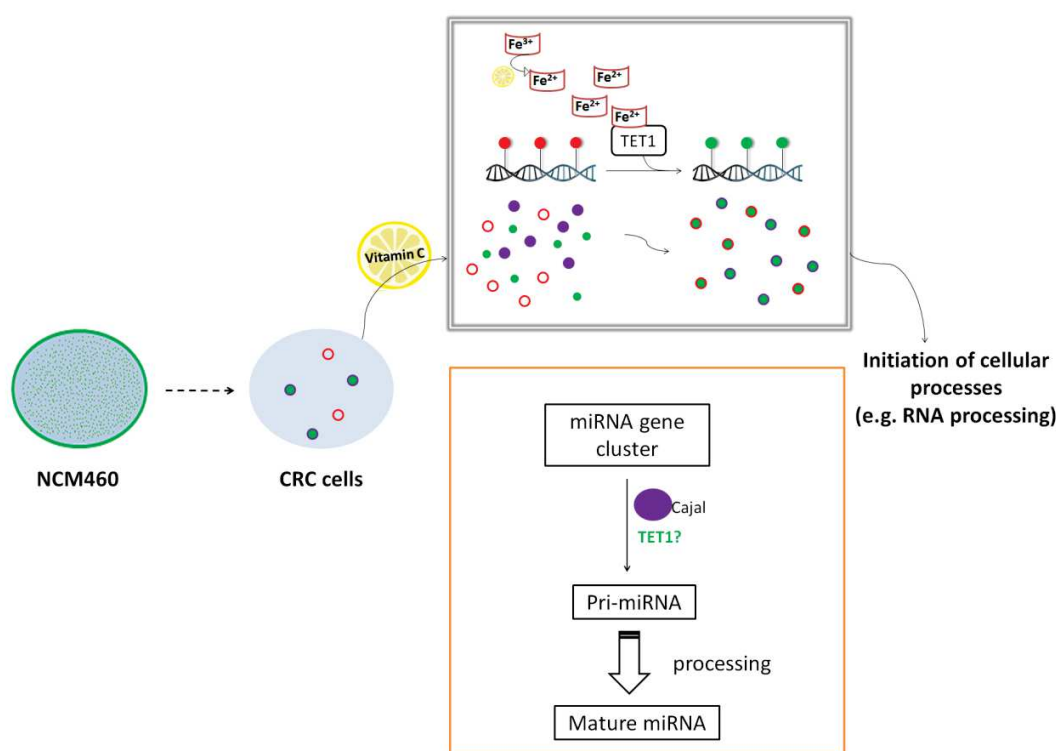 Fe³⁺
Fe²⁺
Fe²⁺
Fe²⁺
Fe²⁺
TET1
Vitamin C
NCM460
CRC cells
Initiation of cellular
processes
(e.g. RNA processing)
miRNA gene
cluster
Cajal
TET1?
Pri-miRNA
processing
Mature miRNA